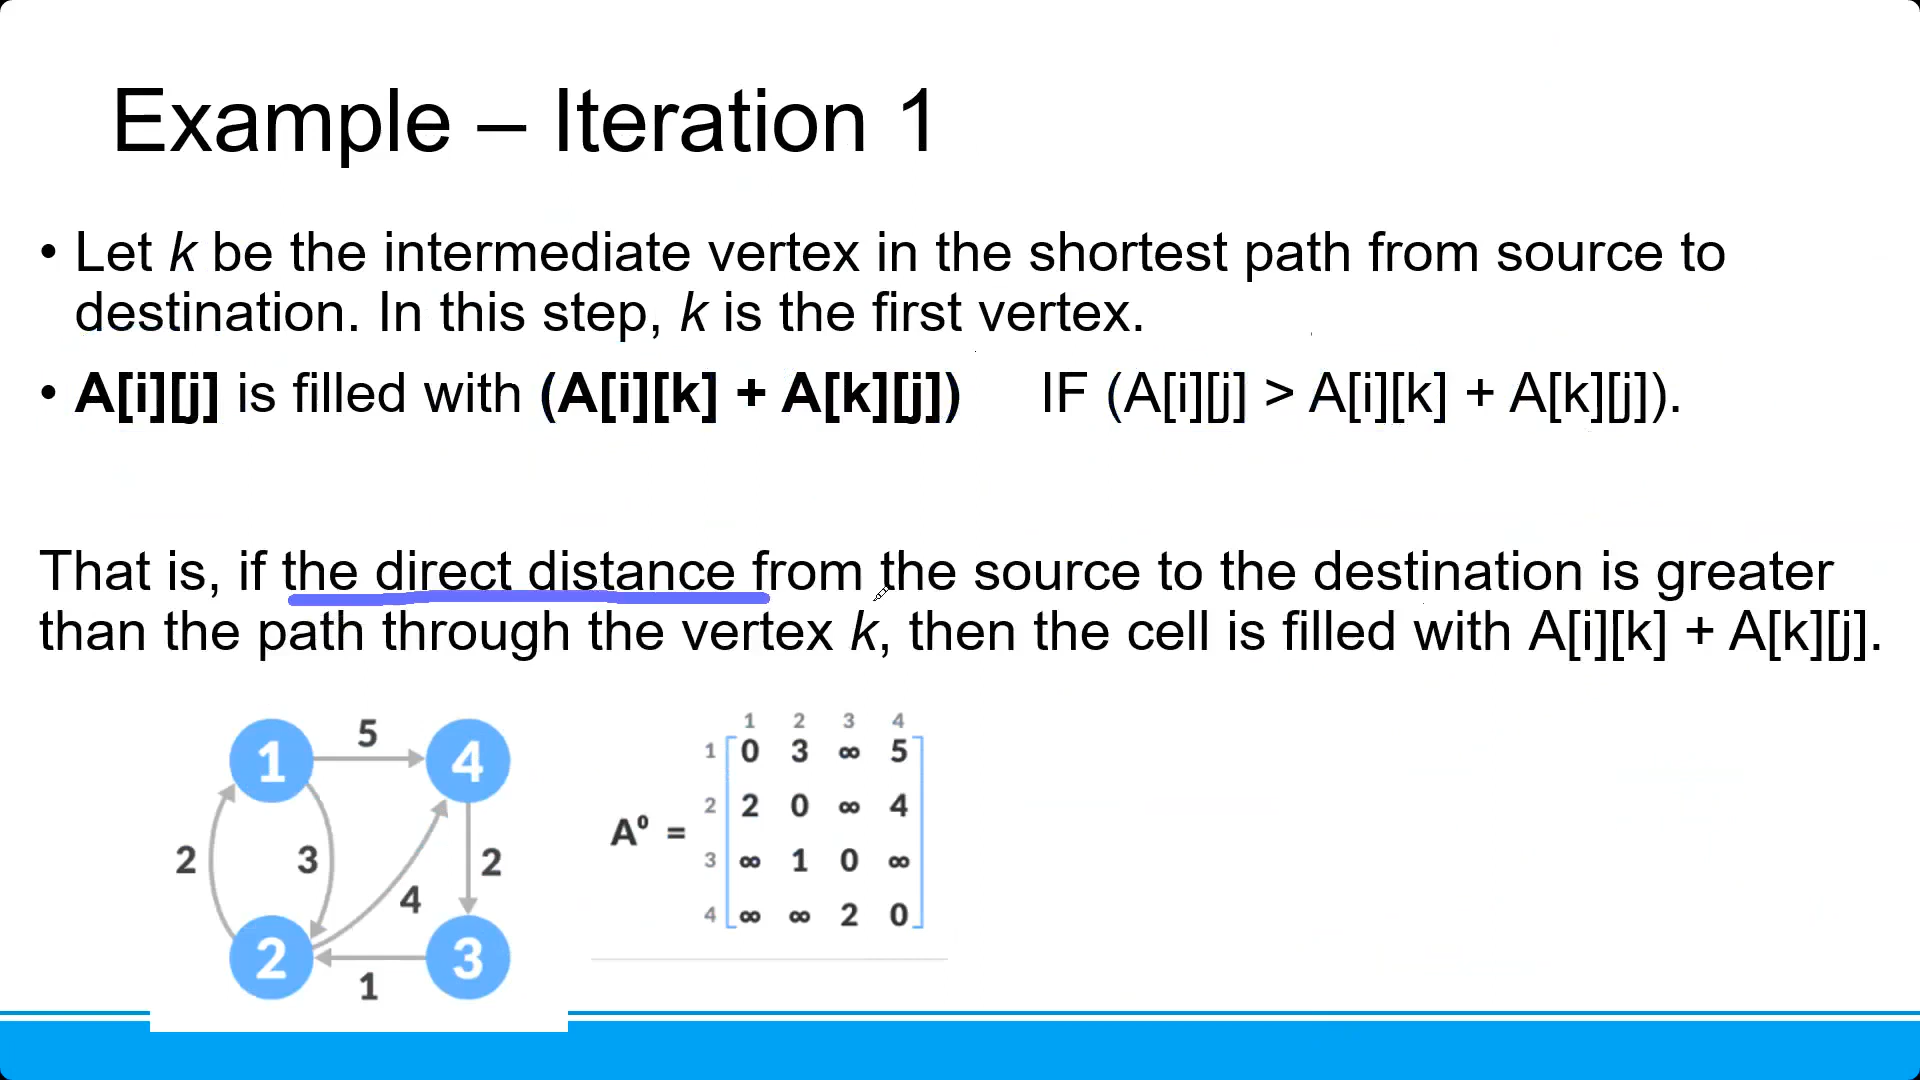 Example – Iteration 1
• Let k be the intermediate vertex in the shortest path from source to
destination. In this step, k is the first vertex.
• A[i][j] is filled with (A[i][k] + A[k][j]) IF (A[i][j] > A[i][k] + A[k][j]).
That is, if the direct distance from the source to the destination is greater
than the path through the vertex k, then the cell is filled with A[i][k] + A[k][j].
1 5 4
2 3 4 2
2 1 3
1 2 3 4
1 0 3 ∞ 5
2 2 0 ∞ 4
A⁰ =
3 ∞ 1 0 ∞
4 ∞ ∞ 2 0